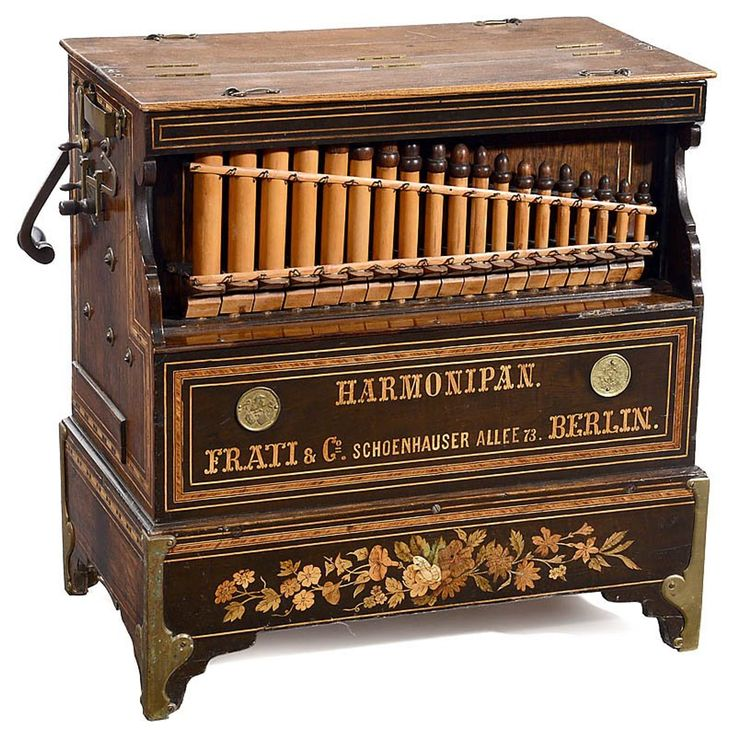 HARMONIPAN.
FRATI & Co. SCHOENHAUSER ALLEE 73. BERLIN.